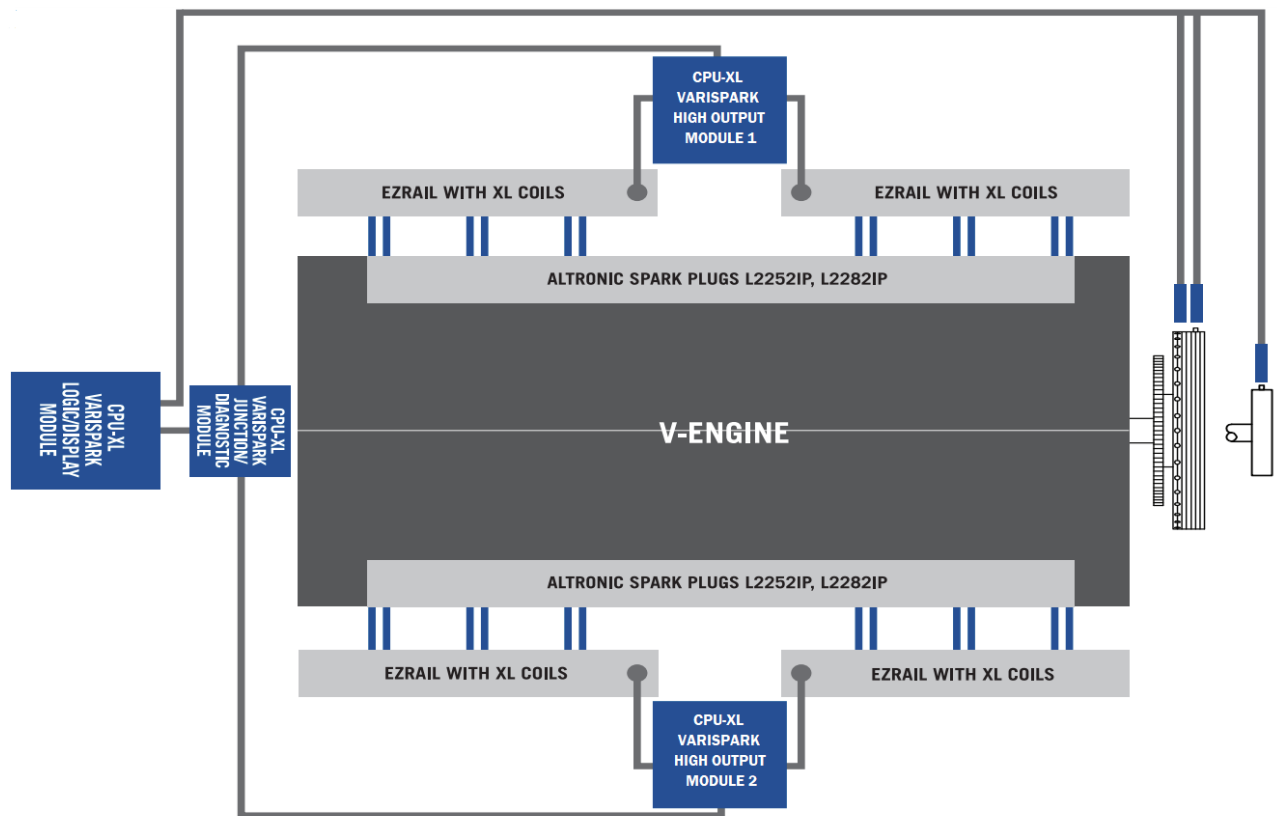 CPU-XL
VARISPARK
HIGH OUTPUT
MODULE 1
EZRAIL WITH XL COILS
EZRAIL WITH XL COILS
ALTRONIC SPARK PLUGS L2252IP, L2282IP
CPU-XL
VARISPARK
LOGIC/DISPLAY
MODULE
CPU-XL
VARISPARK
JUNCTION/
DIAGNOSTIC
MODULE
V-ENGINE
ALTRONIC SPARK PLUGS L2252IP, L2282IP
EZRAIL WITH XL COILS
EZRAIL WITH XL COILS
CPU-XL
VARISPARK
HIGH OUTPUT
MODULE 2